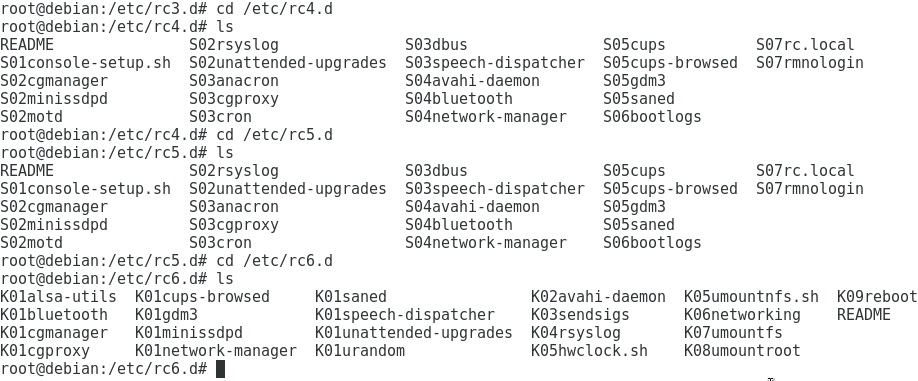 root@debian:/etc/rc3.d# cd /etc/rc4.d
root@debian:/etc/rc4.d# ls
README               S02rsyslog              S03dbus               S05cups          S07rc.local
S01console-setup.sh  S02unattended-upgrades  S03speech-dispatcher  S05cups-browsed  S07rmnologin
S02cgmanager         S03anacron              S04avahi-daemon       S05gdm3
S02minissdpd         S03cgproxy              S04bluetooth          S05saned
S02motd              S03cron                 S04network-manager    S06bootlogs
root@debian:/etc/rc4.d# cd /etc/rc5.d
root@debian:/etc/rc5.d# ls
README               S02rsyslog              S03dbus               S05cups          S07rc.local
S01console-setup.sh  S02unattended-upgrades  S03speech-dispatcher  S05cups-browsed  S07rmnologin
S02cgmanager         S03anacron              S04avahi-daemon       S05gdm3
S02minissdpd         S03cgproxy              S04bluetooth          S05saned
S02motd              S03cron                 S04network-manager    S06bootlogs
root@debian:/etc/rc5.d# cd /etc/rc6.d
root@debian:/etc/rc6.d# ls
K01alsa-utils  K01cups-browsed     K01saned                K02avahi-daemon  K05umountnfs.sh  K09reboot
K01bluetooth   K01gdm3             K01speech-dispatcher    K03sendsigs      K06networking    README
K01cgmanager   K01minissdpd        K01unattended-upgrades  K04rsyslog       K07umountfs
K01cgproxy     K01network-manager  K01urandom              K05hwclock.sh    K08umountroot
root@debian:/etc/rc6.d#